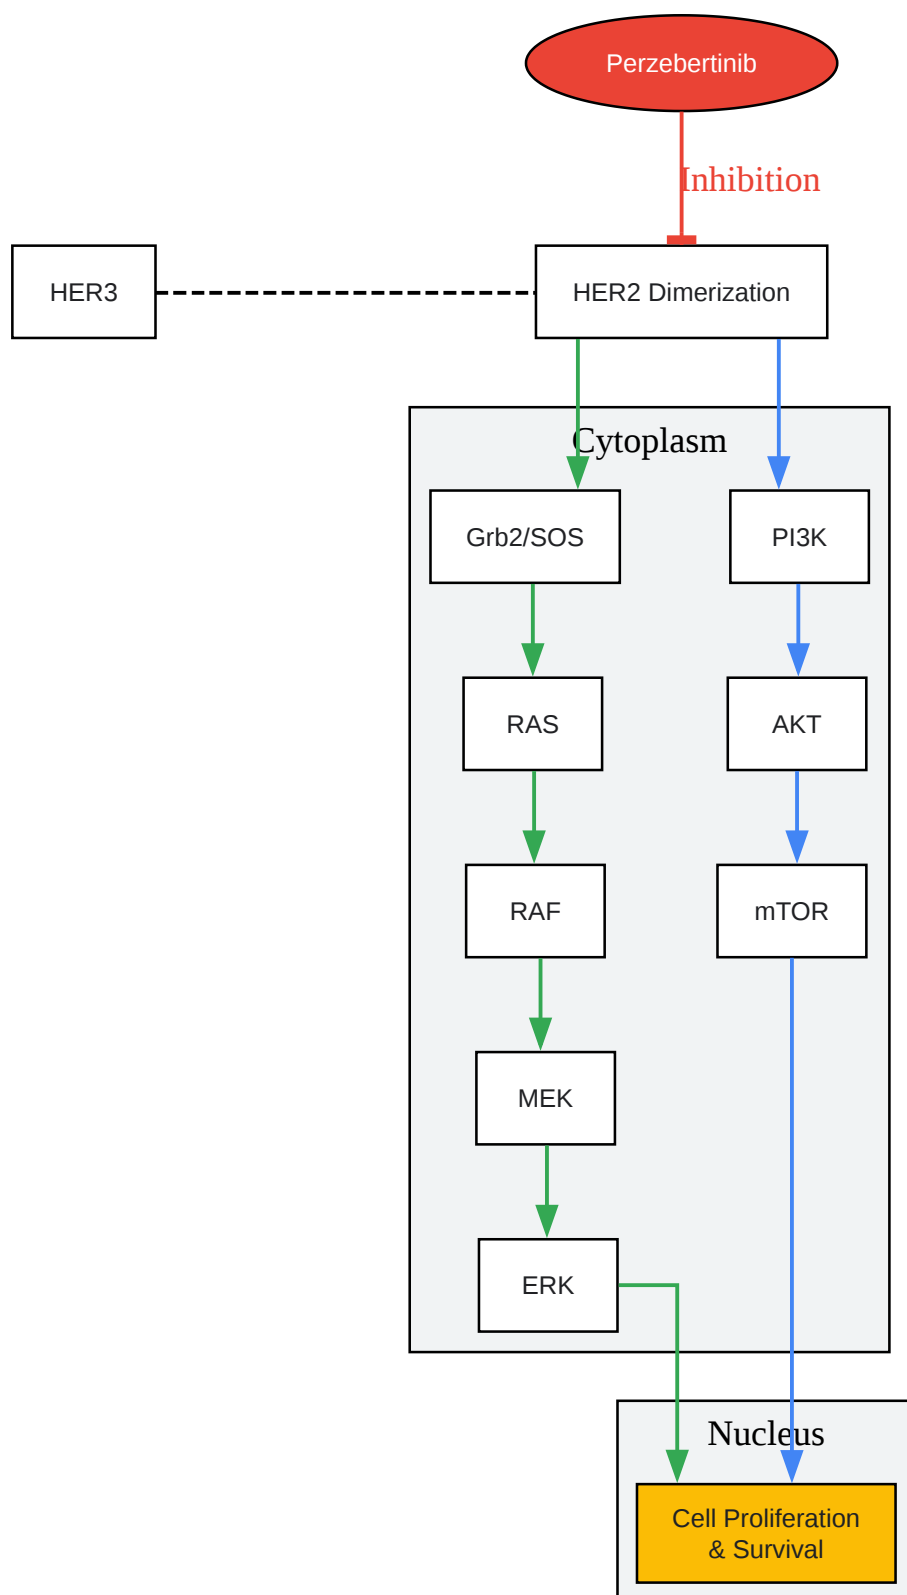 Perzebertinib
Inhibition
HER3
HER2 Dimerization
Cytoplasm
Grb2/SOS
PI3K
RAS
AKT
RAF
mTOR
MEK
ERK
Nucleus
Cell Proliferation
& Survival